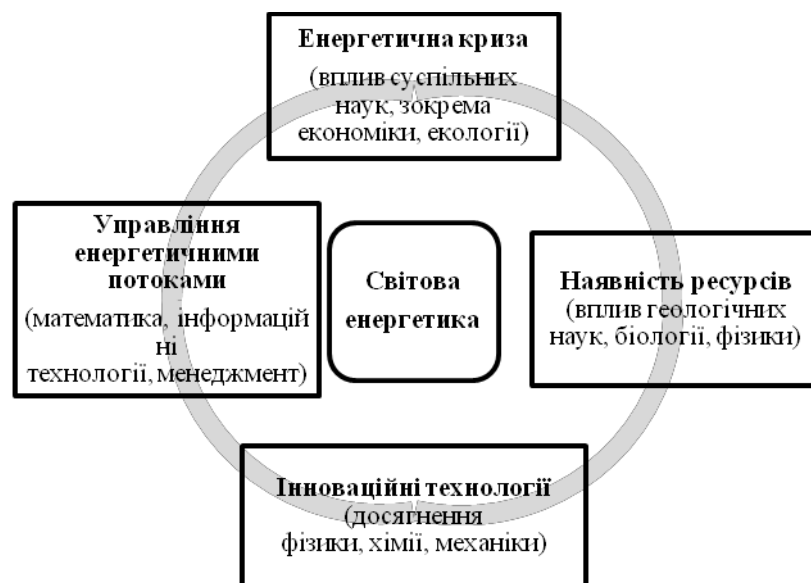 Енергетична криза
(вплив суспільних
наук, зокрема
економіки, екології)
Управління
енергетичними
потоками
(математика, інформацій
ні
технології, менеджмент)
Світова
енергетика
Наявність ресурсів
(вплив геологічних
наук, біології, фізики)
Інноваційні технології
(досягнення
фізики, хімії, механіки)